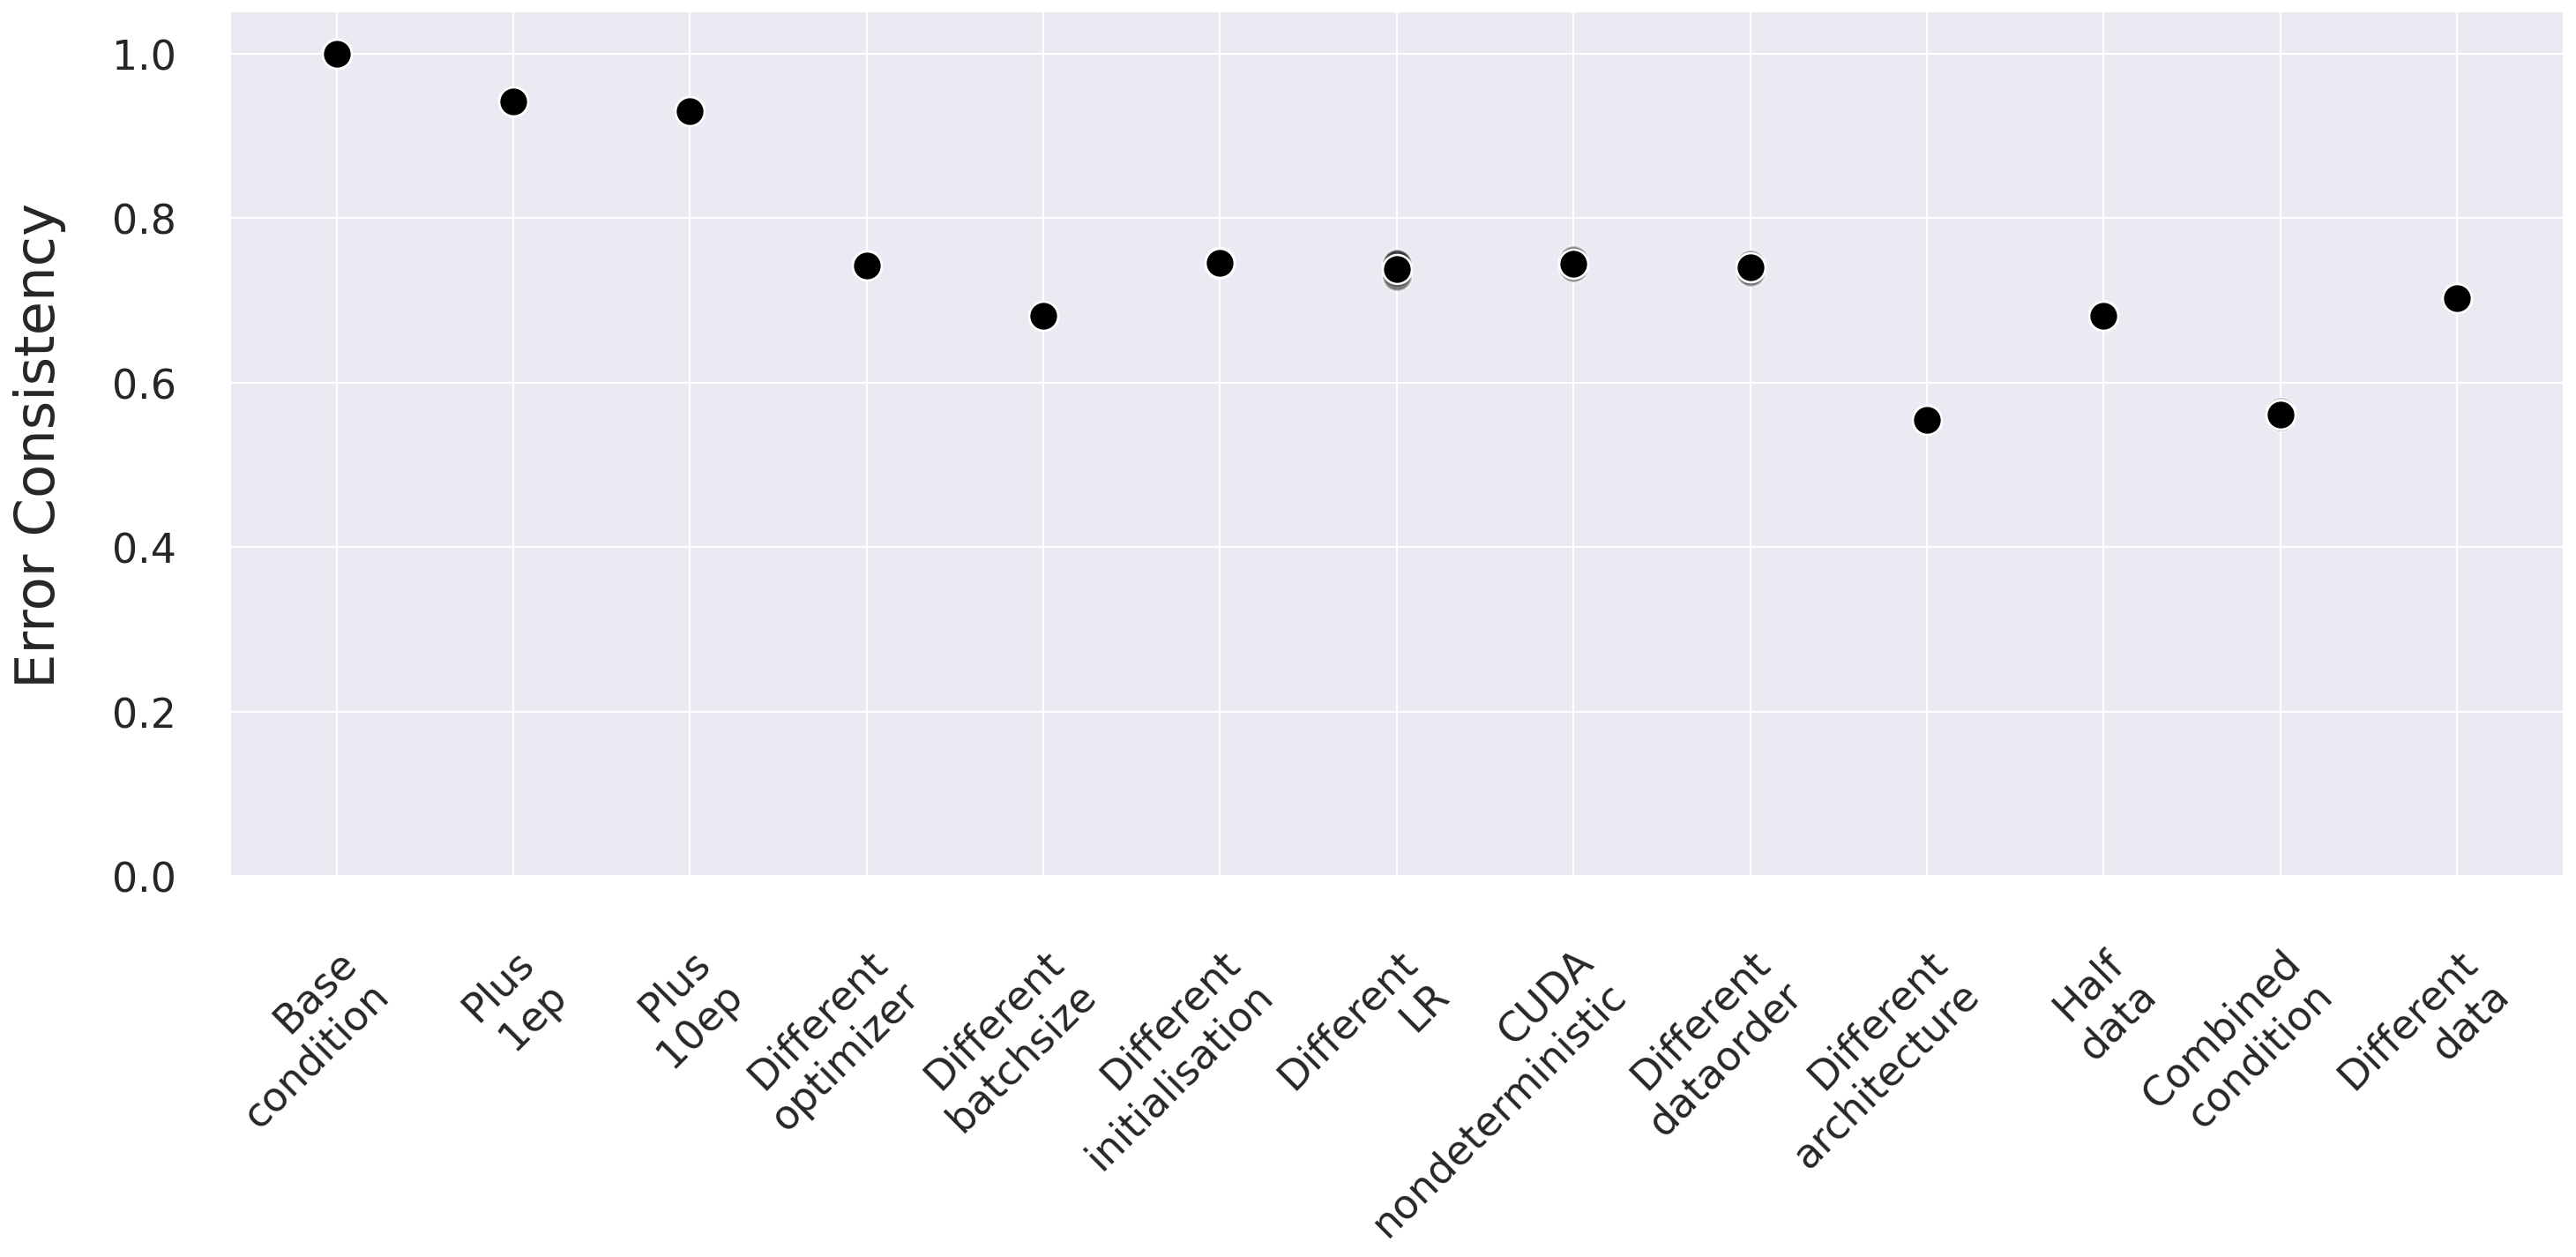 Error Consistency
1.0
0.8
0.6
0.4
0.2
0.0
Base
condition
Plus
1ep
Plus
10ep
Different
optimizer
Different
batchsize
Different
initialisation
Different
LR
CUDA
nondeterministic
Different
dataorder
Different
architecture
Half
data
Combined
condition
Different
data